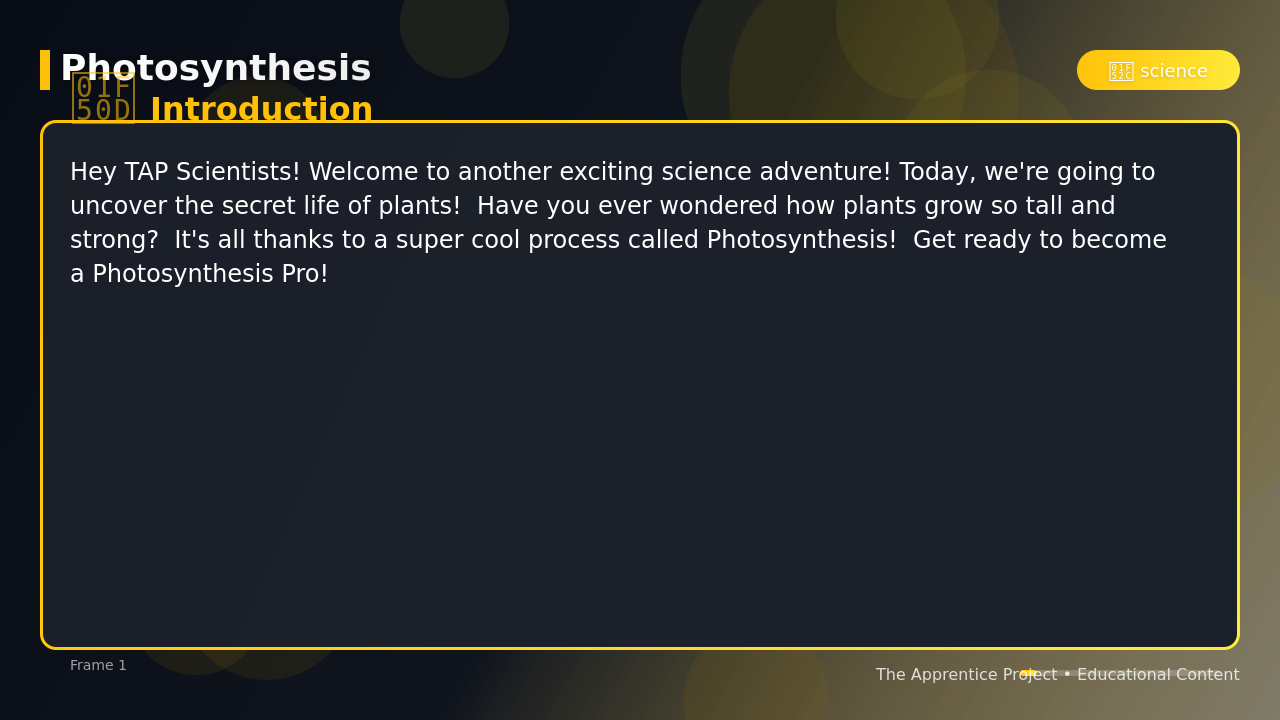 Photosynthesis
Introduction
science
Hey TAP Scientists! Welcome to another exciting science adventure! Today, we're going to
uncover the secret life of plants!  Have you ever wondered how plants grow so tall and
strong?  It's all thanks to a super cool process called Photosynthesis!  Get ready to become
a Photosynthesis Pro!
Frame 1
The Apprentice Project • Educational Content